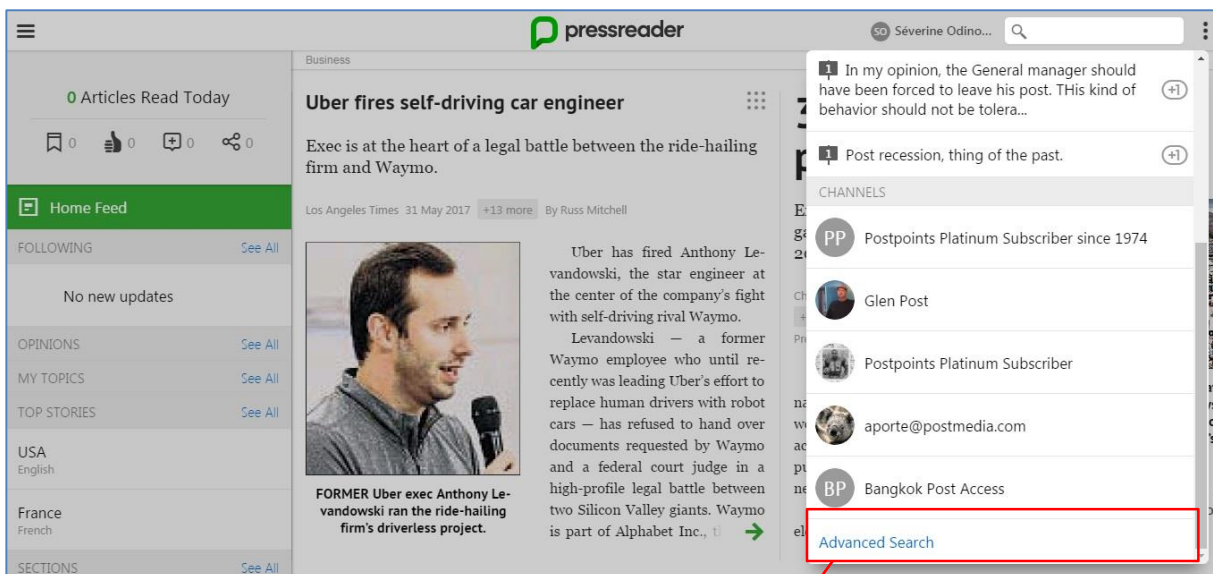 pressreader
SO Séverine Odino...
0 Articles Read Today
0 0 0 0
Home Feed
FOLLOWING See All
No new updates
OPINIONS See All
MY TOPICS See All
TOP STORIES See All
USA
English
France
French
SECTIONS See All
Business
Uber fires self-driving car engineer
Exec is at the heart of a legal battle between the ride-hailing
firm and Waymo.
Los Angeles Times 31 May 2017 +13 more By Russ Mitchell
FORMER Uber exec Anthony Le-
vandowski ran the ride-hailing
firm's driverless project.
Uber has fired Anthony Le-
vandowski, the star engineer at
the center of the company's fight
with self-driving rival Waymo.
Levandowski — a former
Waymo employee who until re-
cently was leading Uber's effort to
replace human drivers with robot
cars — has refused to hand over
documents requested by Waymo
and a federal court judge in a
high-profile legal battle between
two Silicon Valley giants. Waymo
is part of Alphabet Inc.,
1 In my opinion, the General manager should
have been forced to leave his post. THis kind of
behavior should not be tolera...
+1
1 Post recession, thing of the past.
+1
CHANNELS
PP Postpoints Platinum Subscriber since 1974
Glen Post
Postpoints Platinum Subscriber
aporte@postmedia.com
BP Bangkok Post Access
Advanced Search